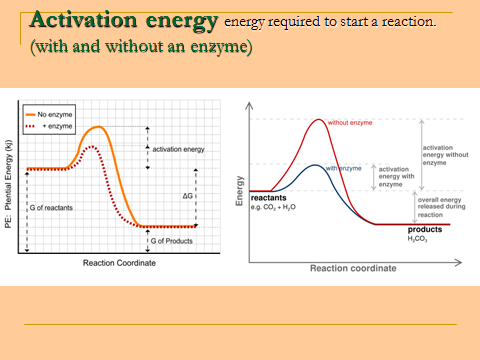 Activation energy energy required to start a reaction.
(with and without an enzyme)
No enzyme
+ enzyme
activation energy
ΔG
G of reactants
G of Products
PE: Ptential Energy (kj)
Reaction Coordinate
without enzyme
with enzyme
activation
energy without
enzyme
activation
energy with
enzyme
reactants
e.g. CO₂ + H₂O
overall energy
released during
reaction
products
H₂CO₃
Energy
Reaction coordinate